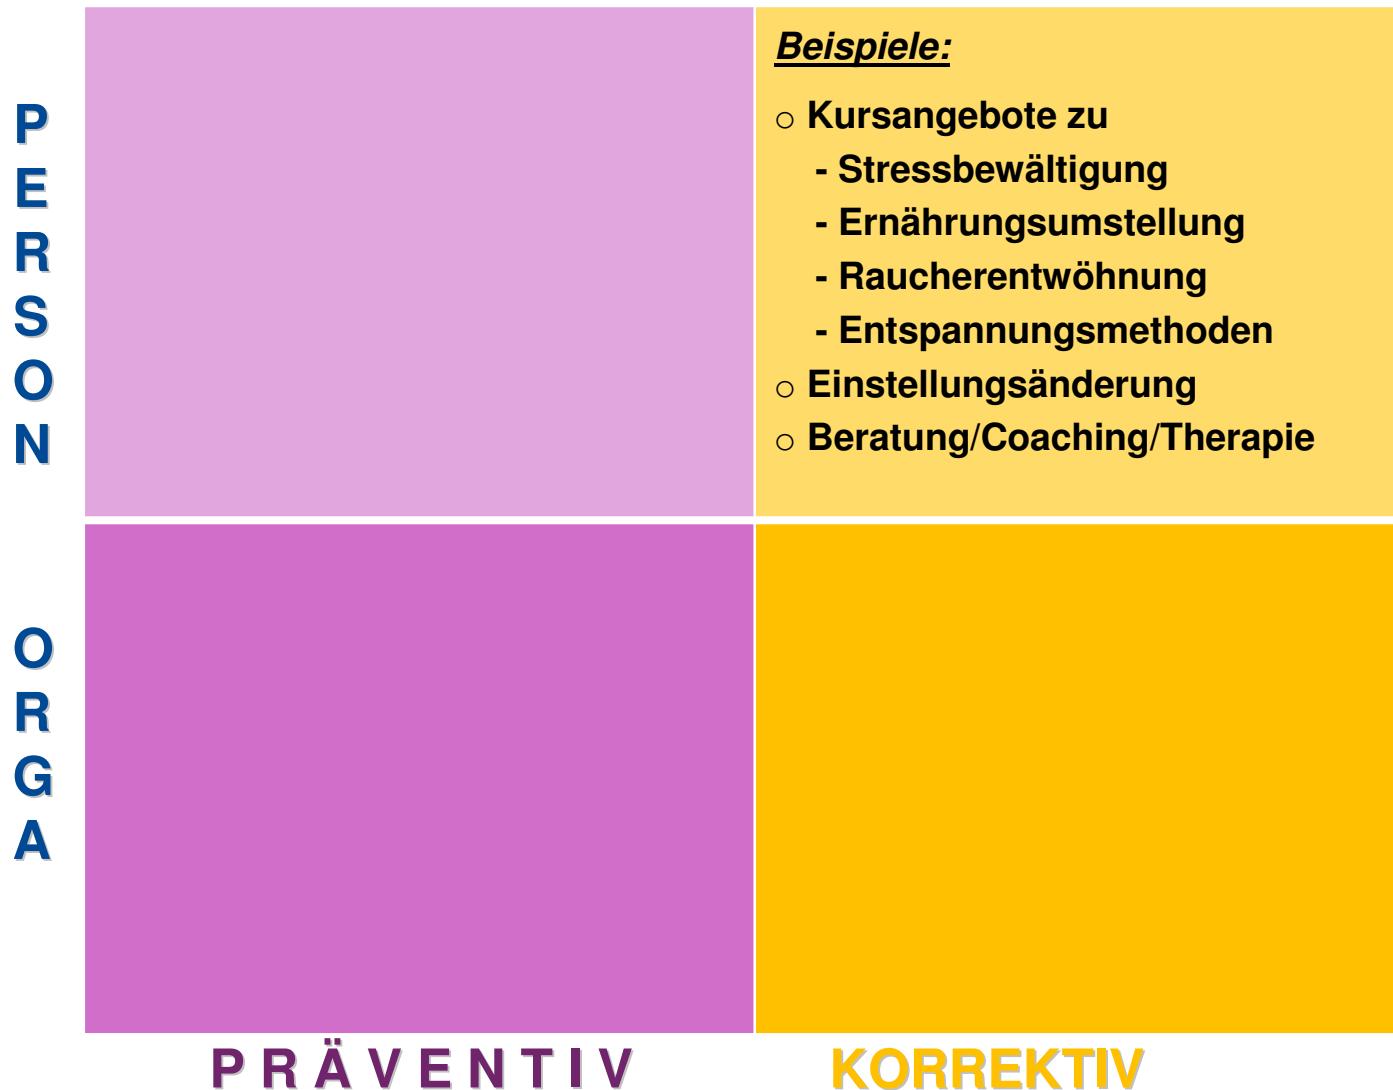 PERSON
Beispiele:
○ Kursangebote zu
- Stressbewältigung
- Ernährungsumstellung
- Raucherentwöhnung
- Entspannungsmethoden
○ Einstellungsänderung
○ Beratung/Coaching/Therapie
ORGA
PRÄVENTIV
KORREKTIV